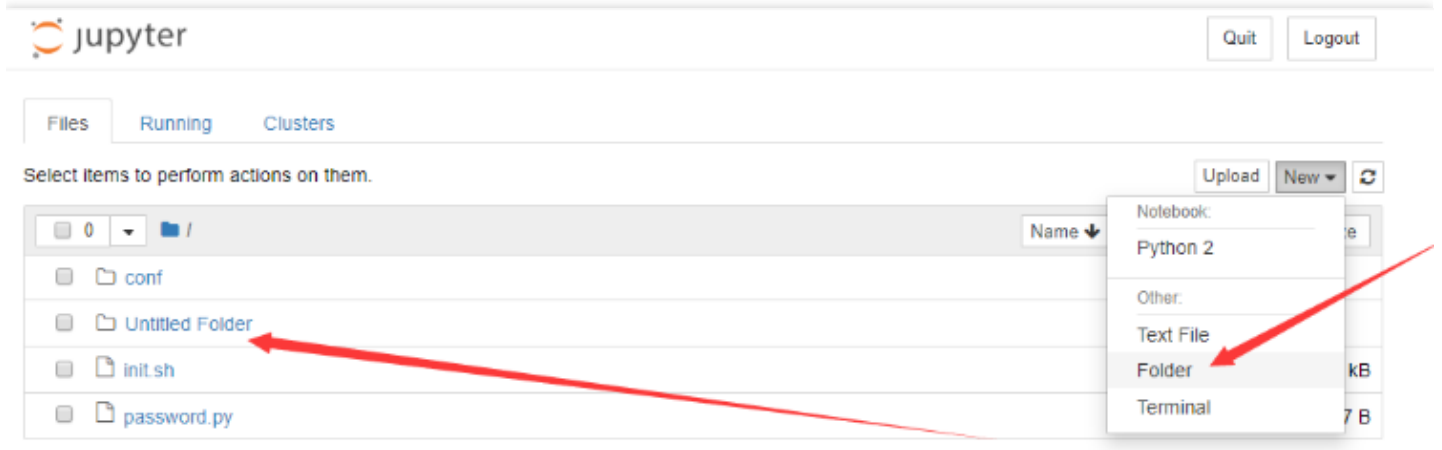 jupyter
Quit Logout
Files Running Clusters
Select items to perform actions on them.
Upload New
0 / Name
Notebook:
Python 2
conf
Other:
Untitled Folder
Text File
init.sh
Folder
kB
password.py
Terminal
7 B